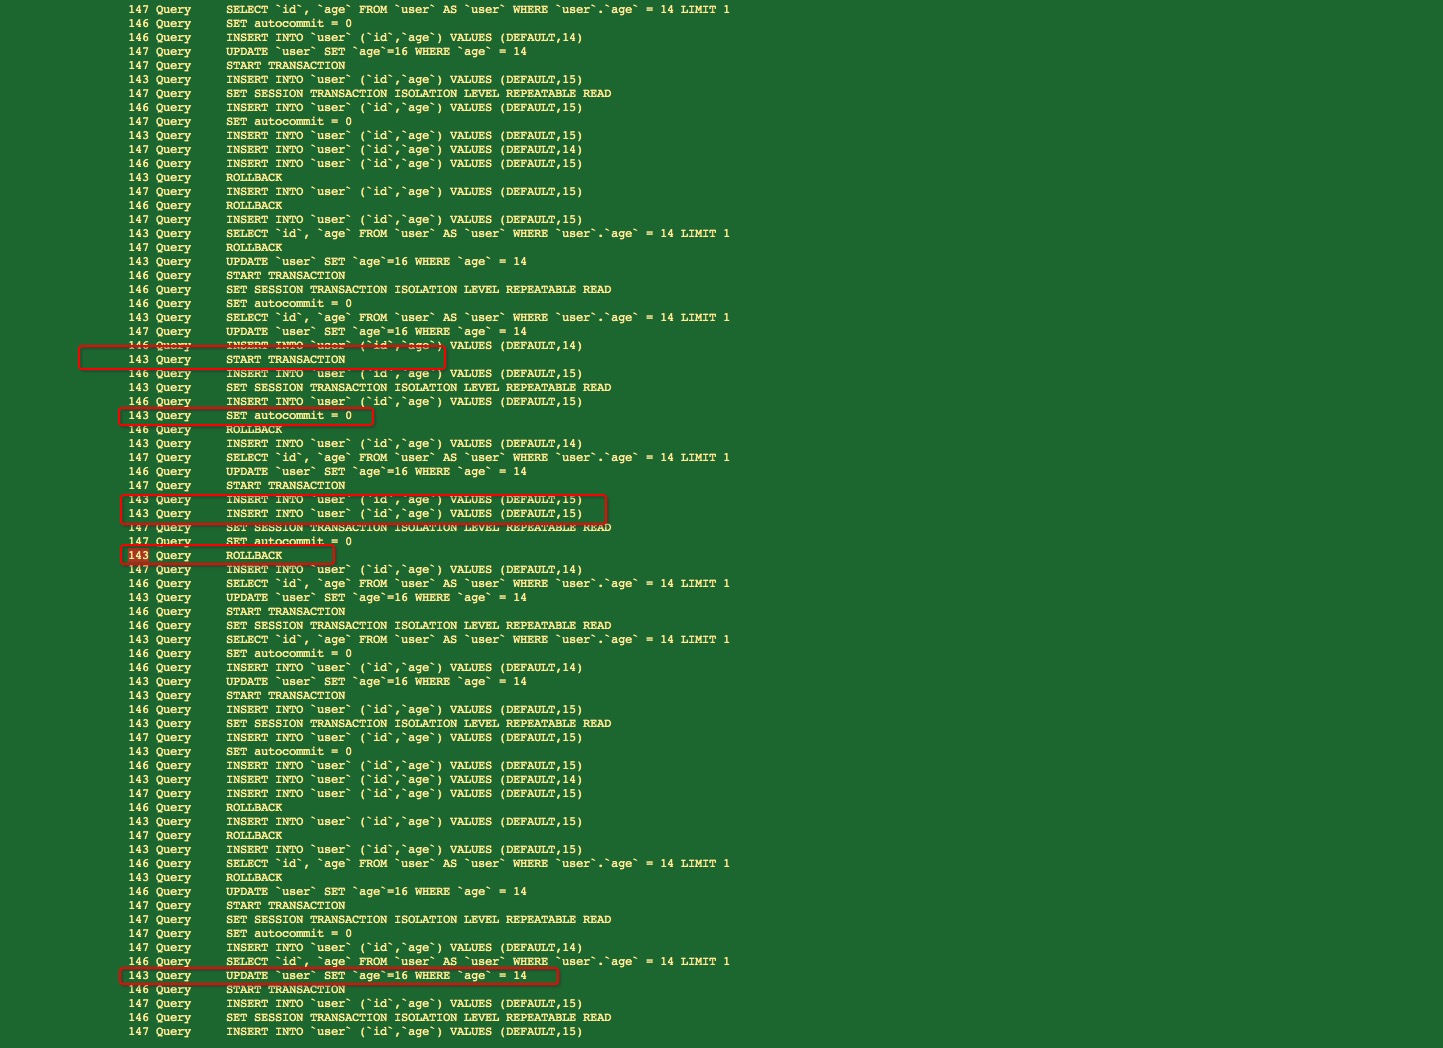 147 Query SELECT `id`, `age` FROM `user` AS `user` WHERE `user`.`age` = 14 LIMIT 1
146 Query SET autocommit = 0
146 Query INSERT INTO `user` (`id`,`age`) VALUES (DEFAULT,14)
147 Query UPDATE `user` SET `age`=16 WHERE `age` = 14
147 Query START TRANSACTION
143 Query INSERT INTO `user` (`id`,`age`) VALUES (DEFAULT,15)
147 Query SET SESSION TRANSACTION ISOLATION LEVEL REPEATABLE READ
146 Query INSERT INTO `user` (`id`,`age`) VALUES (DEFAULT,15)
147 Query SET autocommit = 0
143 Query INSERT INTO `user` (`id`,`age`) VALUES (DEFAULT,15)
147 Query INSERT INTO `user` (`id`,`age`) VALUES (DEFAULT,14)
146 Query INSERT INTO `user` (`id`,`age`) VALUES (DEFAULT,15)
143 Query ROLLBACK
147 Query INSERT INTO `user` (`id`,`age`) VALUES (DEFAULT,15)
146 Query ROLLBACK
147 Query INSERT INTO `user` (`id`,`age`) VALUES (DEFAULT,15)
143 Query SELECT `id`, `age` FROM `user` AS `user` WHERE `user`.`age` = 14 LIMIT 1
147 Query ROLLBACK
143 Query UPDATE `user` SET `age`=16 WHERE `age` = 14
146 Query START TRANSACTION
146 Query SET SESSION TRANSACTION ISOLATION LEVEL REPEATABLE READ
146 Query SET autocommit = 0
143 Query SELECT `id`, `age` FROM `user` AS `user` WHERE `user`.`age` = 14 LIMIT 1
147 Query UPDATE `user` SET `age`=16 WHERE `age` = 14
146 Query INSERT INTO `user` (`id`,`age`) VALUES (DEFAULT,14)
143 Query START TRANSACTION
146 Query INSERT INTO `user` (`id`,`age`) VALUES (DEFAULT,15)
143 Query SET SESSION TRANSACTION ISOLATION LEVEL REPEATABLE READ
146 Query INSERT INTO `user` (`id`,`age`) VALUES (DEFAULT,15)
143 Query SET autocommit = 0
146 Query ROLLBACK
143 Query INSERT INTO `user` (`id`,`age`) VALUES (DEFAULT,14)
147 Query SELECT `id`, `age` FROM `user` AS `user` WHERE `user`.`age` = 14 LIMIT 1
146 Query UPDATE `user` SET `age`=16 WHERE `age` = 14
147 Query START TRANSACTION
143 Query INSERT INTO `user` (`id`,`age`) VALUES (DEFAULT,15)
143 Query INSERT INTO `user` (`id`,`age`) VALUES (DEFAULT,15)
147 Query SET SESSION TRANSACTION ISOLATION LEVEL REPEATABLE READ
147 Query SET autocommit = 0
143 Query ROLLBACK
147 Query INSERT INTO `user` (`id`,`age`) VALUES (DEFAULT,14)
146 Query SELECT `id`, `age` FROM `user` AS `user` WHERE `user`.`age` = 14 LIMIT 1
143 Query UPDATE `user` SET `age`=16 WHERE `age` = 14
146 Query START TRANSACTION
146 Query SET SESSION TRANSACTION ISOLATION LEVEL REPEATABLE READ
143 Query SELECT `id`, `age` FROM `user` AS `user` WHERE `user`.`age` = 14 LIMIT 1
146 Query SET autocommit = 0
146 Query INSERT INTO `user` (`id`,`age`) VALUES (DEFAULT,14)
143 Query UPDATE `user` SET `age`=16 WHERE `age` = 14
143 Query START TRANSACTION
146 Query INSERT INTO `user` (`id`,`age`) VALUES (DEFAULT,15)
143 Query SET SESSION TRANSACTION ISOLATION LEVEL REPEATABLE READ
147 Query INSERT INTO `user` (`id`,`age`) VALUES (DEFAULT,15)
143 Query SET autocommit = 0
146 Query INSERT INTO `user` (`id`,`age`) VALUES (DEFAULT,15)
143 Query INSERT INTO `user` (`id`,`age`) VALUES (DEFAULT,14)
147 Query INSERT INTO `user` (`id`,`age`) VALUES (DEFAULT,15)
146 Query ROLLBACK
143 Query INSERT INTO `user` (`id`,`age`) VALUES (DEFAULT,15)
147 Query ROLLBACK
143 Query INSERT INTO `user` (`id`,`age`) VALUES (DEFAULT,15)
146 Query SELECT `id`, `age` FROM `user` AS `user` WHERE `user`.`age` = 14 LIMIT 1
143 Query ROLLBACK
146 Query UPDATE `user` SET `age`=16 WHERE `age` = 14
147 Query START TRANSACTION
147 Query SET SESSION TRANSACTION ISOLATION LEVEL REPEATABLE READ
147 Query SET autocommit = 0
147 Query INSERT INTO `user` (`id`,`age`) VALUES (DEFAULT,14)
146 Query SELECT `id`, `age` FROM `user` AS `user` WHERE `user`.`age` = 14 LIMIT 1
143 Query UPDATE `user` SET `age`=16 WHERE `age` = 14
146 Query START TRANSACTION
147 Query INSERT INTO `user` (`id`,`age`) VALUES (DEFAULT,15)
146 Query SET SESSION TRANSACTION ISOLATION LEVEL REPEATABLE READ
147 Query INSERT INTO `user` (`id`,`age`) VALUES (DEFAULT,15)